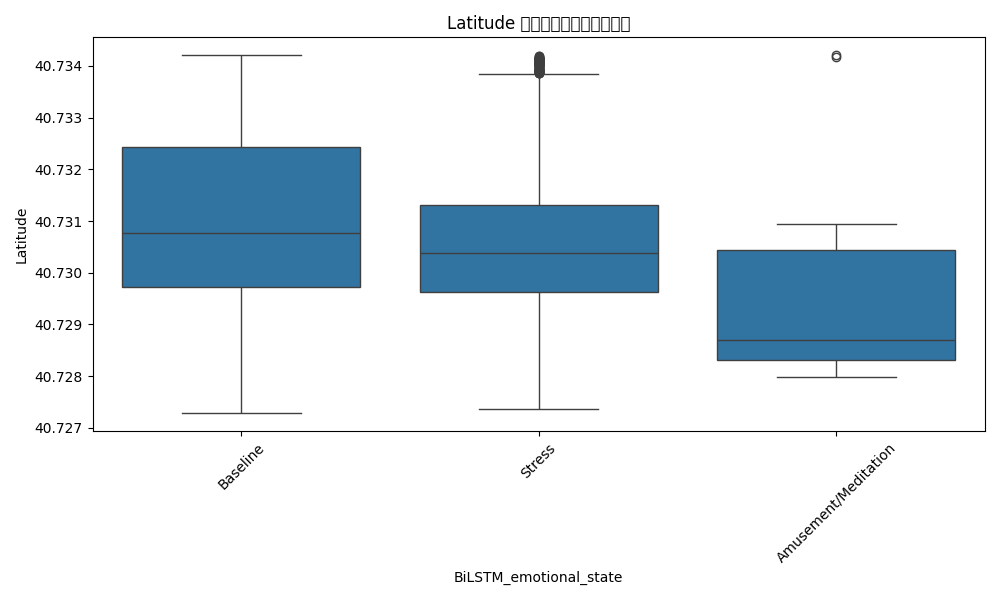 Latitude
40.734
40.733
40.732
40.731
40.730
40.729
40.728
40.727
Latitude
Baseline
Stress
Amusement/Meditation
BiLSTM_emotional_state